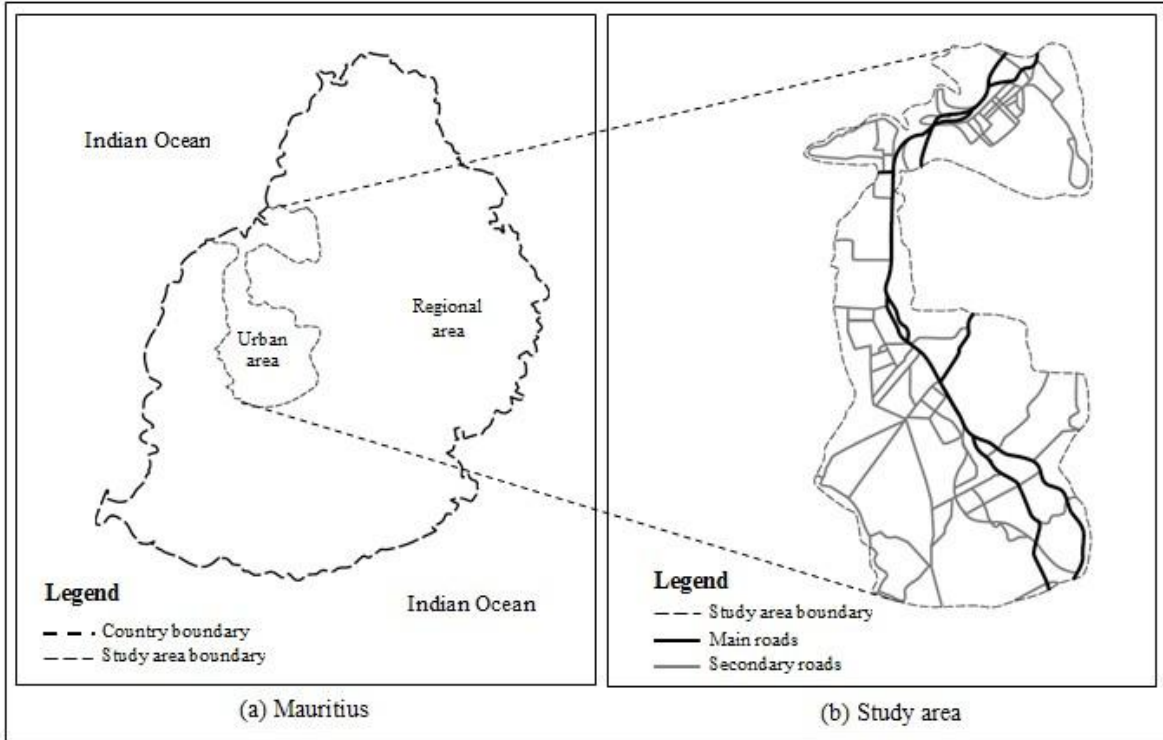 Indian Ocean
Regional
area
Urban
area
Legend
Indian Ocean
Country boundary
Study area boundary
(a) Mauritius
Legend
Study area boundary
Main roads
Secondary roads
(b) Study area